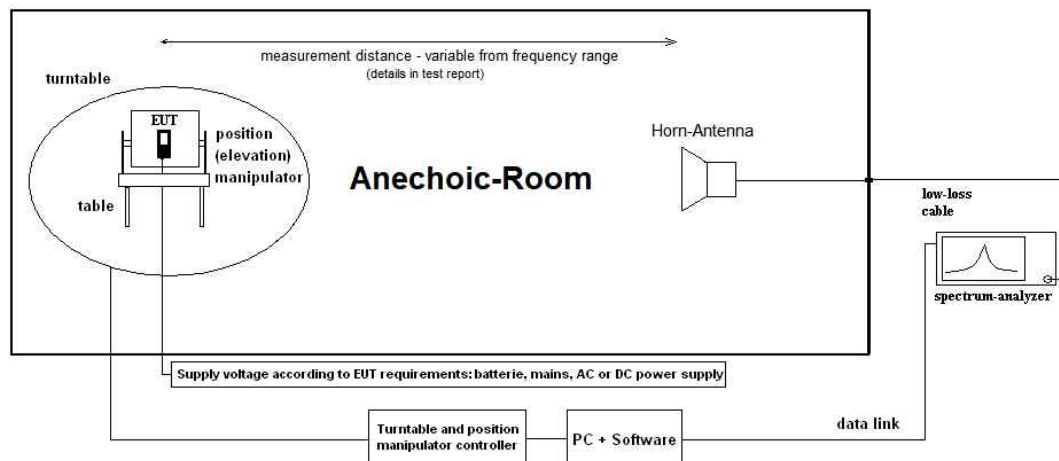 measurement distance - variable from frequency range
(details in test report)
turntable
EUT
position
(elevation)
manipulator
table
Anechoic-Room
Horn-Antenna
low-loss
cable
spectrum-analyzer
Supply voltage according to EUT requirements: batterie, mains, AC or DC power supply
Turntable and position
manipulator controller
PC + Software
data link